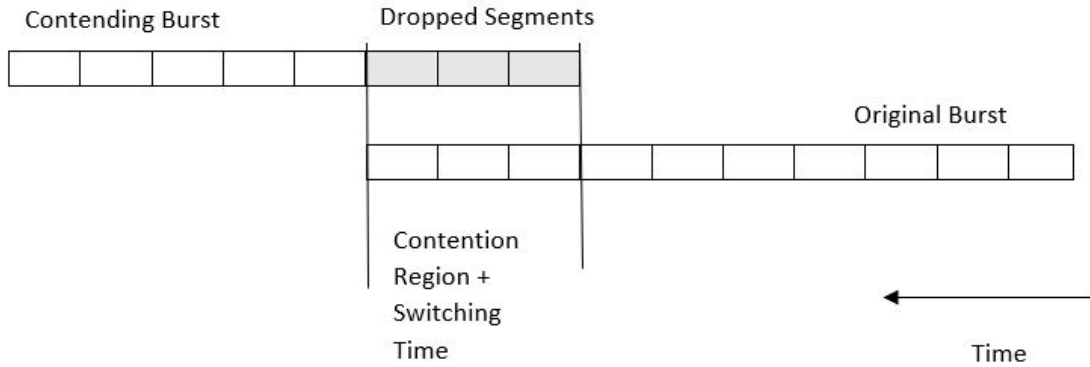 Contending Burst
Dropped Segments
Original Burst
Contention
Region +
Switching
Time
Time